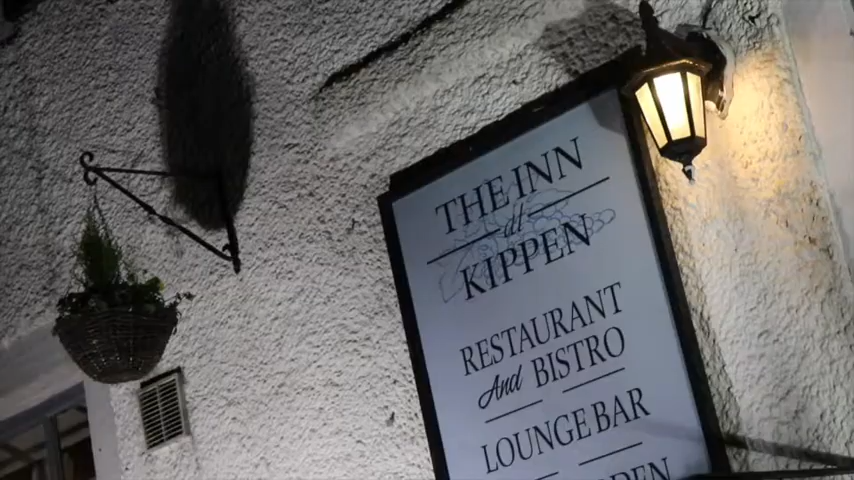 THE INN
at
KIPPEN
RESTAURANT
And BISTRO
LOUNGE BAR